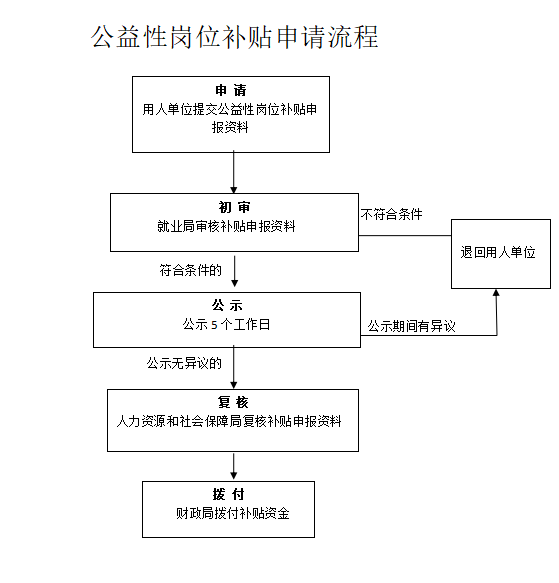 公益性岗位补贴申请流程
申 请
用人单位提交公益性岗位补贴申
报资料
初 审
就业局审核补贴申报资料
不符合条件
退回用人单位
符合条件的
公 示
公示 5 个工作日
公示期间有异议
公示无异议的
复 核
人力资源和社会保障局复核补贴申报资料
拨 付
财政局拨付补贴资金